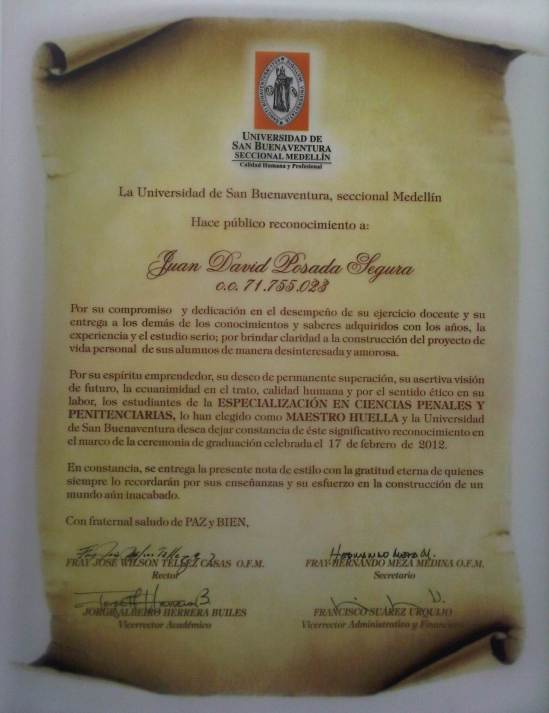 UNIVERSIDAD DE
SAN BUENAVENTURA
SECCIONAL MEDELLÍN
Calidad Humana y Profesional
La Universidad de San Buenaventura, seccional Medellín
Hace público reconocimiento a:
Juan David Posada Segura
c.c. 71.755.023
Por su compromiso y dedicación en el desempeño de su ejercicio docente y su
entrega a los demás de los conocimientos y saberes adquiridos con los años, la
experiencia y el estudio serio; por brindar claridad a la construcción del proyecto de
vida personal de sus alumnos de manera desinteresada y amorosa.
Por su espíritu emprendedor, su deseo de permanente superación, su asertiva visión
de futuro, la ecuanimidad en el trato, calidad humana y por el sentido ético en su
labor, los estudiantes de la ESPECIALIZACIÓN EN CIENCIAS PENALES Y
PENITENCIARIAS, lo han elegido como MAESTRO HUELLA y la Universidad
de San Buenaventura desea dejar constancia de éste significativo reconocimiento en
el marco de la ceremonia de graduación celebrada el 17 de febrero de 2012.
En constancia, se entrega la presente nota de estilo con la gratitud eterna de quienes
siempre lo recordarán por sus enseñanzas y su esfuerzo en la construcción de un
mundo aún inacabado.
Con fraternal saludo de PAZ y BIEN,
FRAY JOSÉ WILSON TÉLLEZ CASAS O.F.M.
Rector
FRAY HERNANDO MEZA MEDINA O.F.M.
Secretario
JORGE ALBEIRO HERRERA BUILES
Vicerrector Académico
FRANCISCO SUÁREZ URQUIJO
Vicerrector Administrativo y Financiero